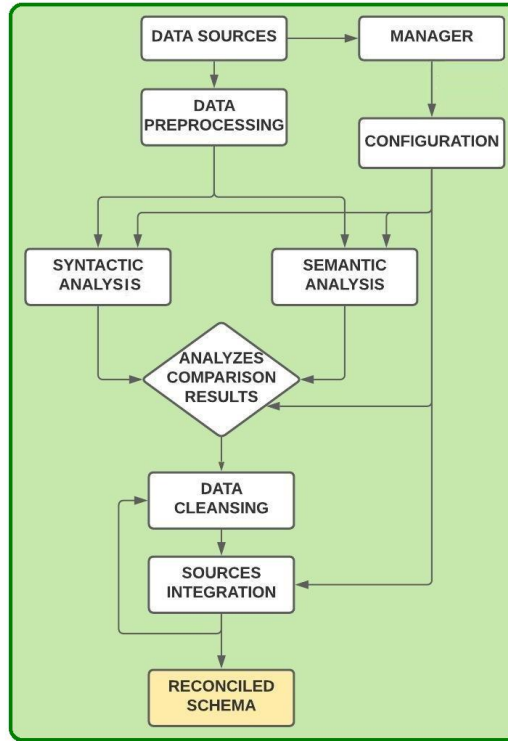 DATA SOURCES
MANAGER
DATA
PREPROCESSING
CONFIGURATION
SYNTACTIC
ANALYSIS
SEMANTIC
ANALYSIS
ANALYZES
COMPARISON
RESULTS
DATA
CLEANSING
SOURCES
INTEGRATION
RECONCILED
SCHEMA